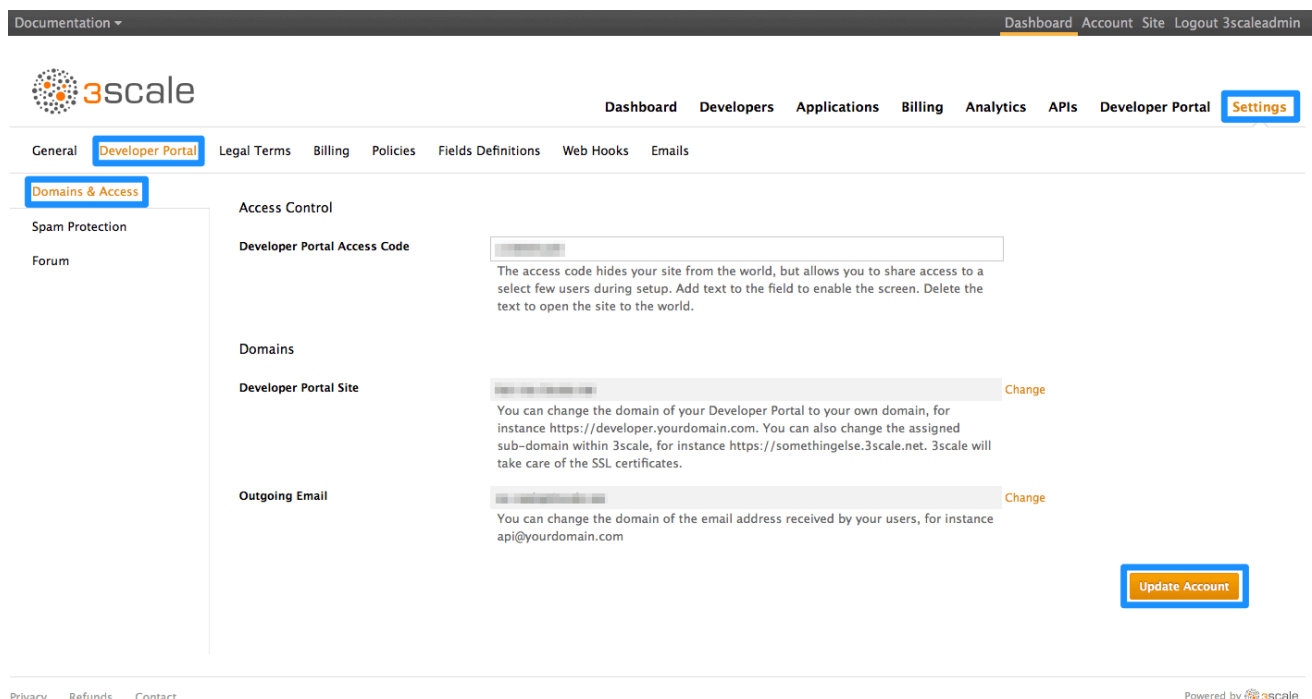 Documentation
Dashboard Account Site Logout 3scaleadmin
3scale
Dashboard Developers Applications Billing Analytics APIs Developer Portal Settings
General Developer Portal Legal Terms Billing Policies Fields Definitions Web Hooks Emails
Domains & Access
Spam Protection
Forum
Access Control
Developer Portal Access Code
The access code hides your site from the world, but allows you to share access to a
select few users during setup. Add text to the field to enable the screen. Delete the
text to open the site to the world.
Domains
Developer Portal Site
Change
You can change the domain of your Developer Portal to your own domain, for
instance https://developer.yourdomain.com. You can also change the assigned
sub-domain within 3scale, for instance https://somethingelse.3scale.net. 3scale will
take care of the SSL certificates.
Outgoing Email
Change
You can change the domain of the email address received by your users, for instance
api@yourdomain.com
Update Account
Privacy Refunds Contact
Powered by 3scale